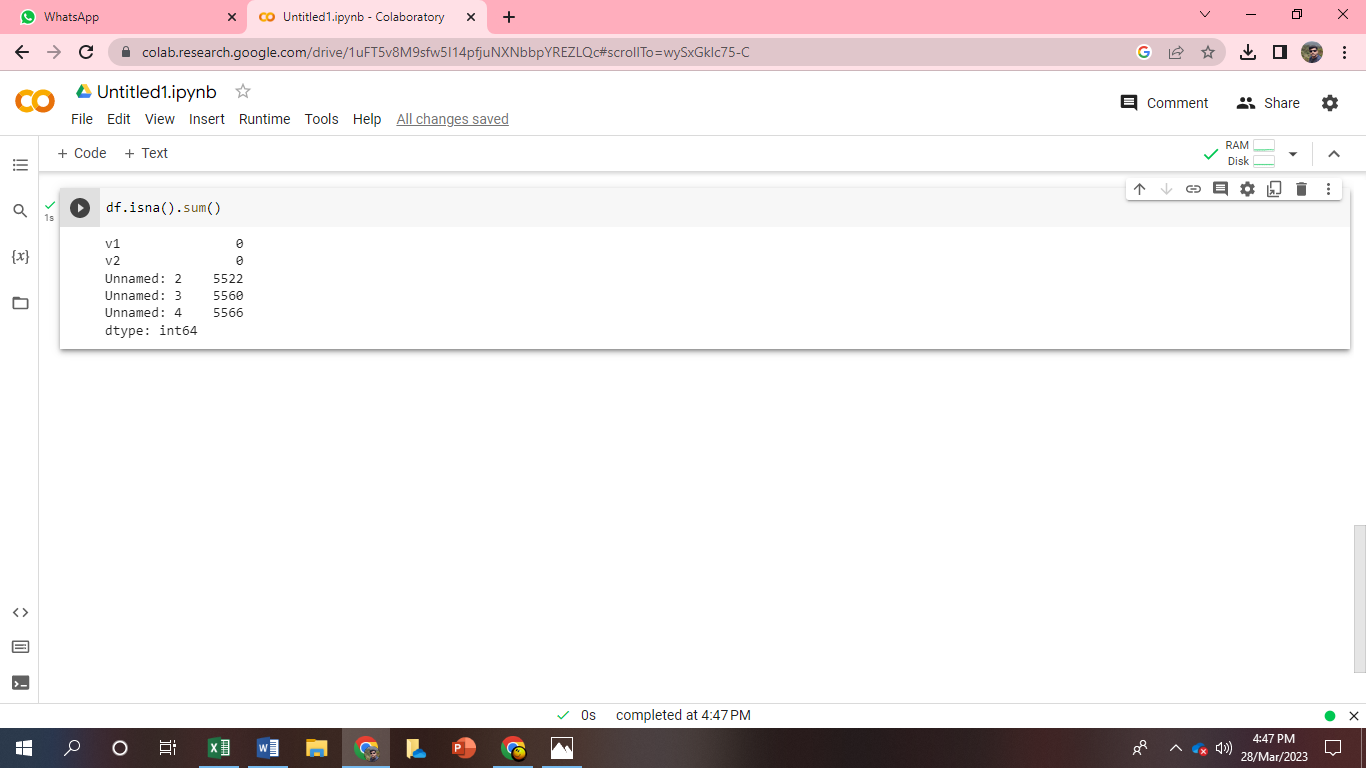 WhatsApp
Untitled1.ipynb - Colaboratory
colab.research.google.com/drive/1uFT5v8M9sfw5I14pfjuNXNbbpYREZLQc#scrollTo=wySxGkIc75-C
Untitled1.ipynb
File Edit View Insert Runtime Tools Help All changes saved
Comment
Share
+ Code + Text
RAM
Disk
1s
df.isna().sum()
v1 0
v2 0
Unnamed: 2 5522
Unnamed: 3 5560
Unnamed: 4 5566
dtype: int64
{x}
0s completed at 4:47 PM
4:47 PM
28/Mar/2023